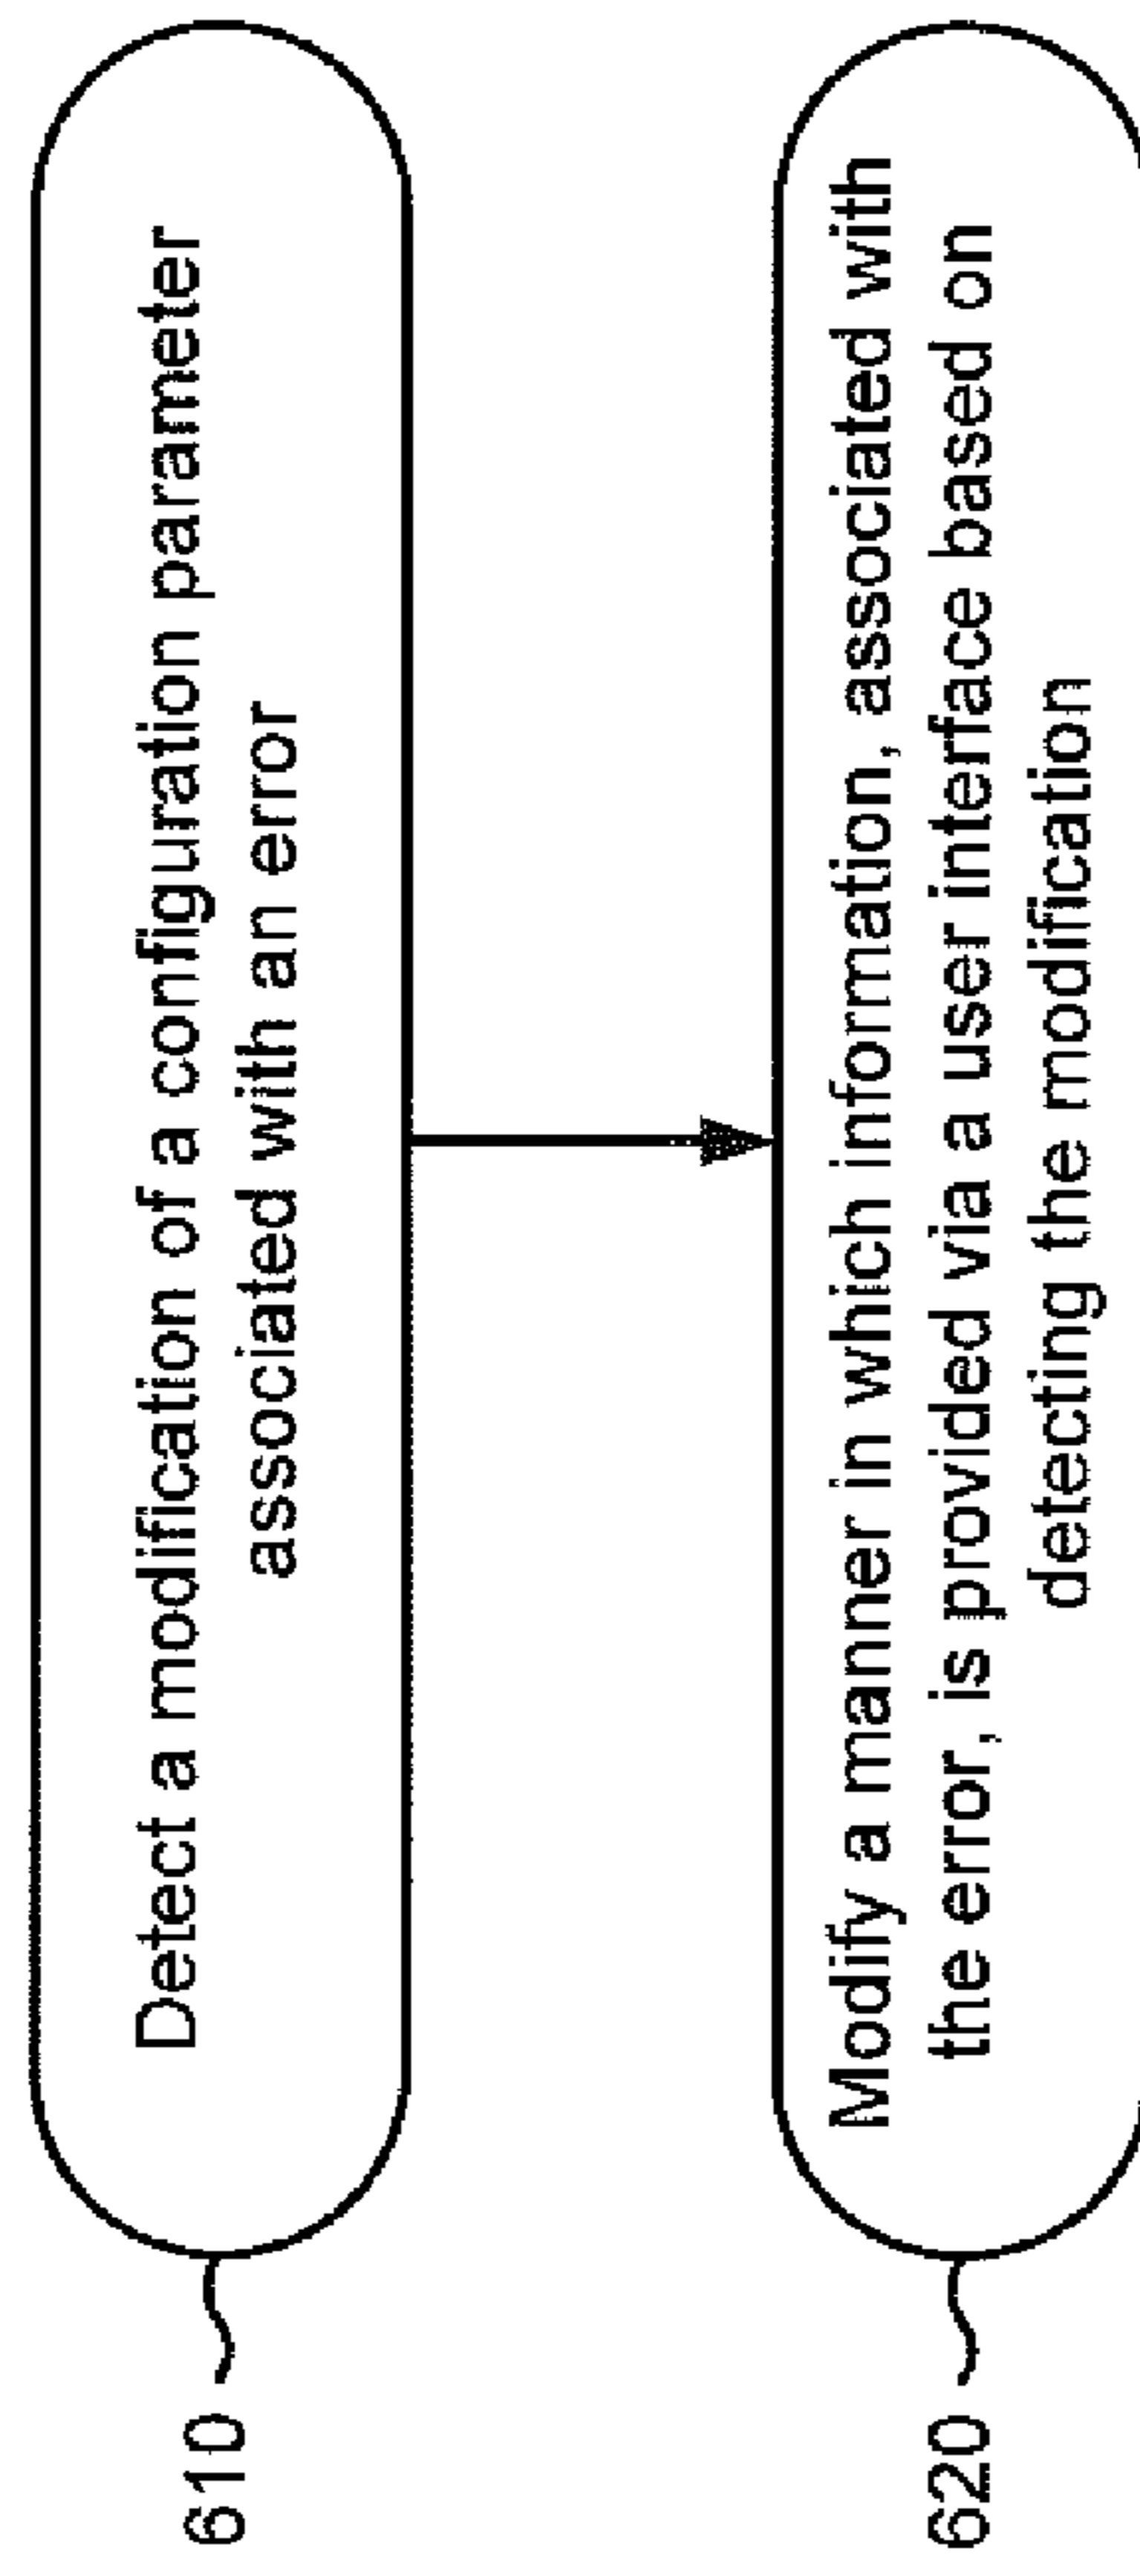 610
Detect a modification of a configuration parameter
associated with an error
620
Modify a manner in which information, associated with
the error, is provided via a user interface based on
detecting the modification